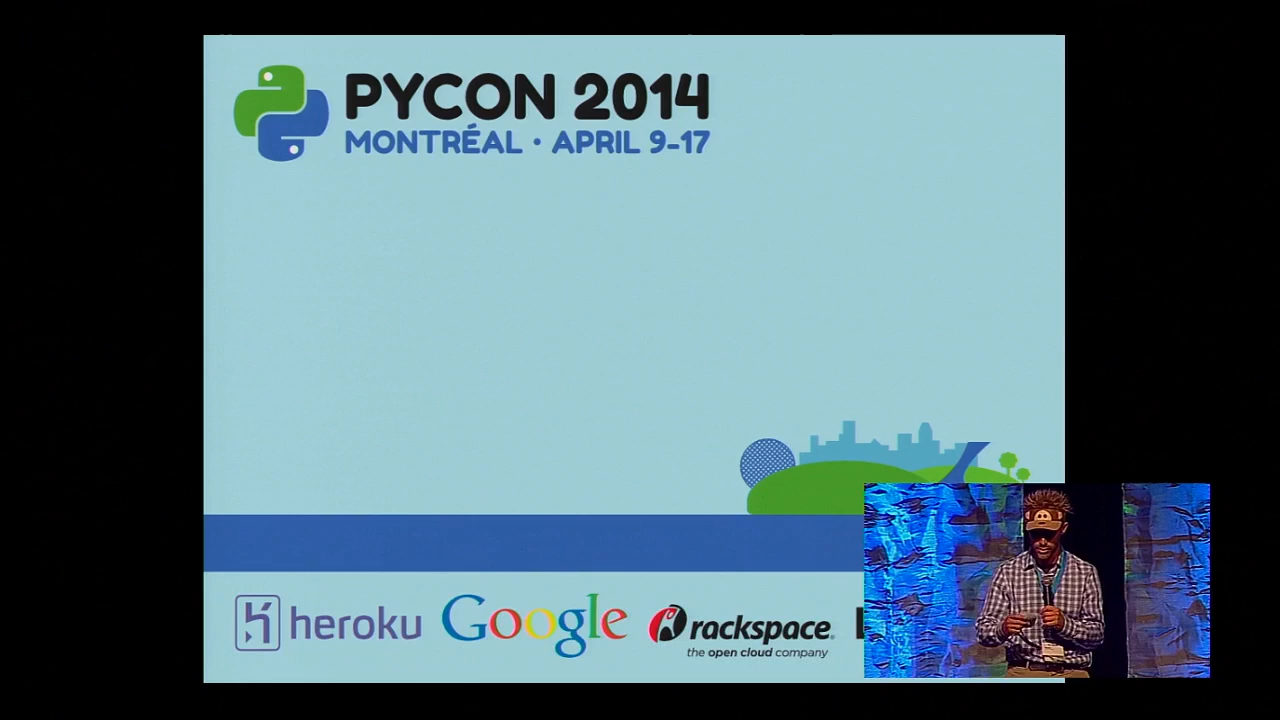 PYCON 2014
MONTRÉAL · APRIL 9-17
heroku
Google
rackspace
the open cloud company